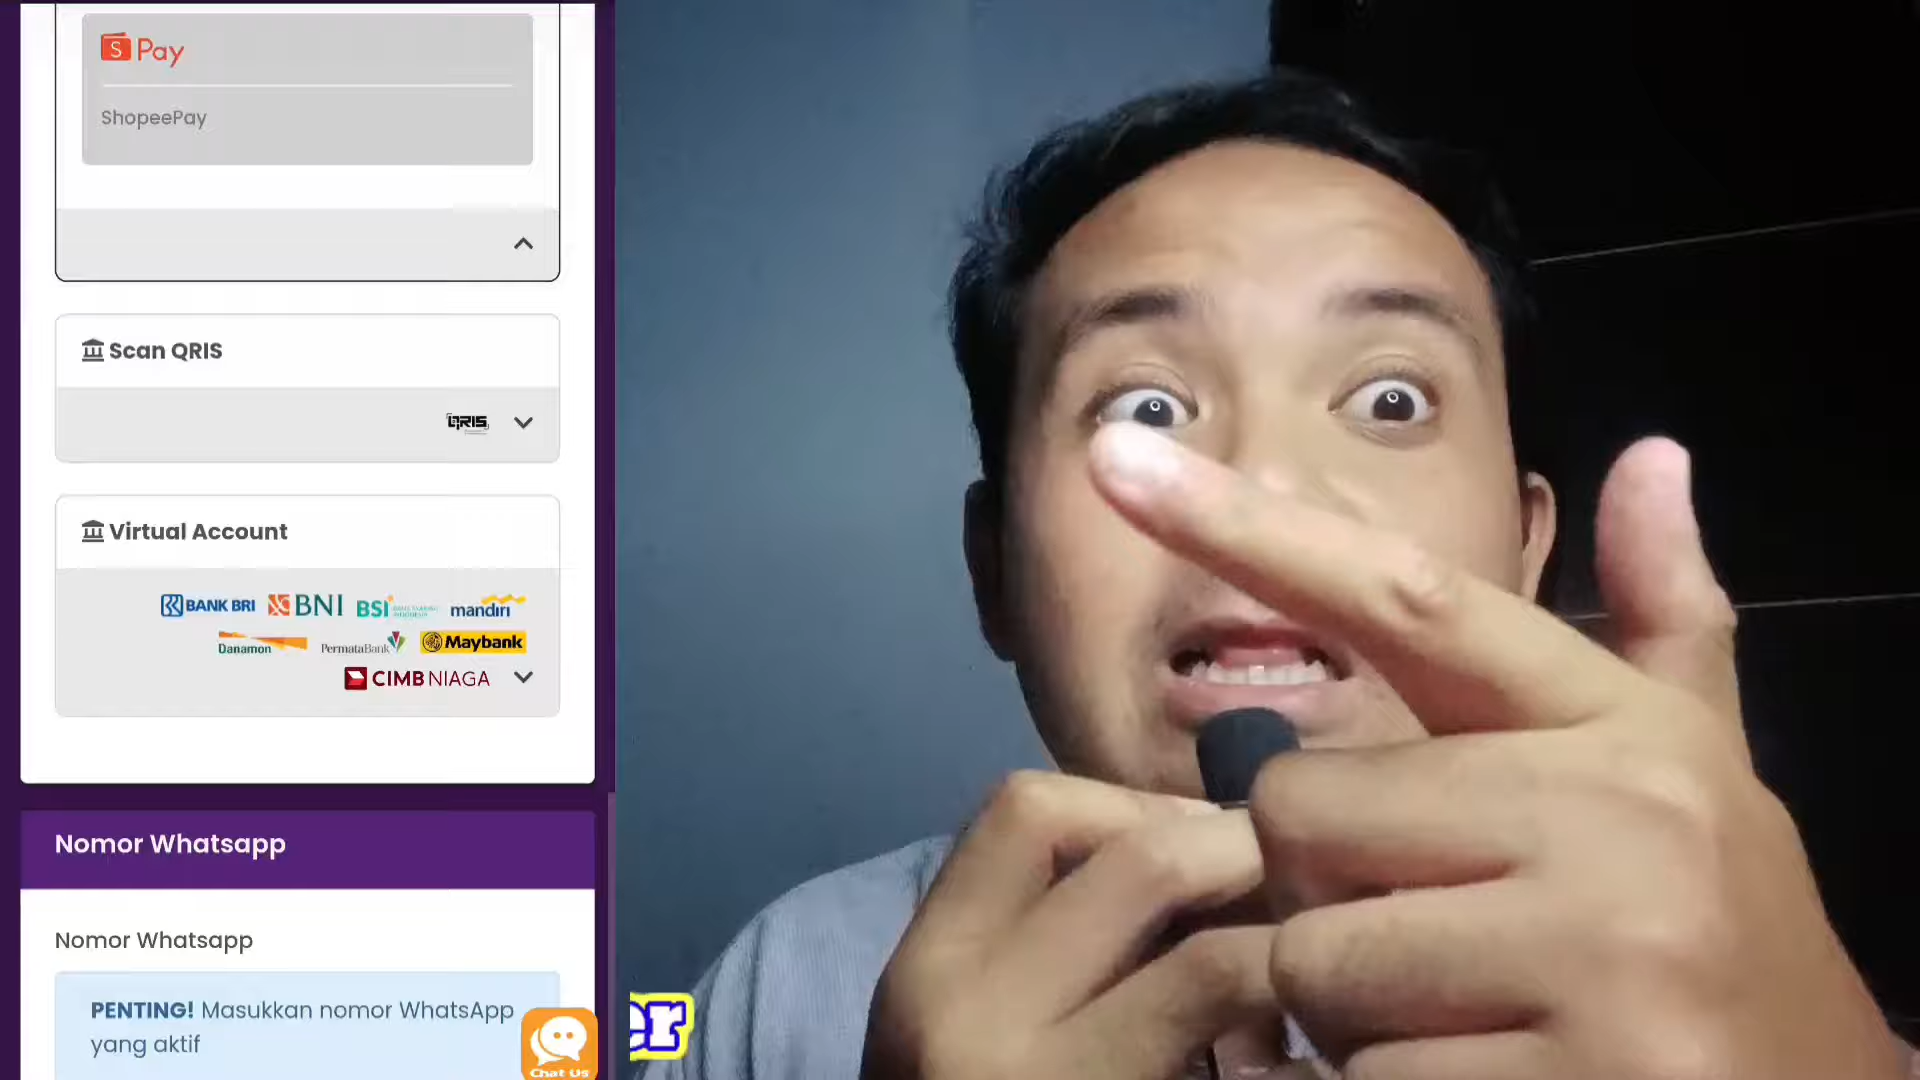 S Pay
ShopeePay
Scan QRIS
QRIS
Virtual Account
BANK BRI BNI BSI mandiri
Danamon PermataBank Maybank
CIMB NIAGA
Nomor Whatsapp
Nomor Whatsapp
PENTING! Masukkan nomor WhatsApp
yang aktif
Chat Us
er